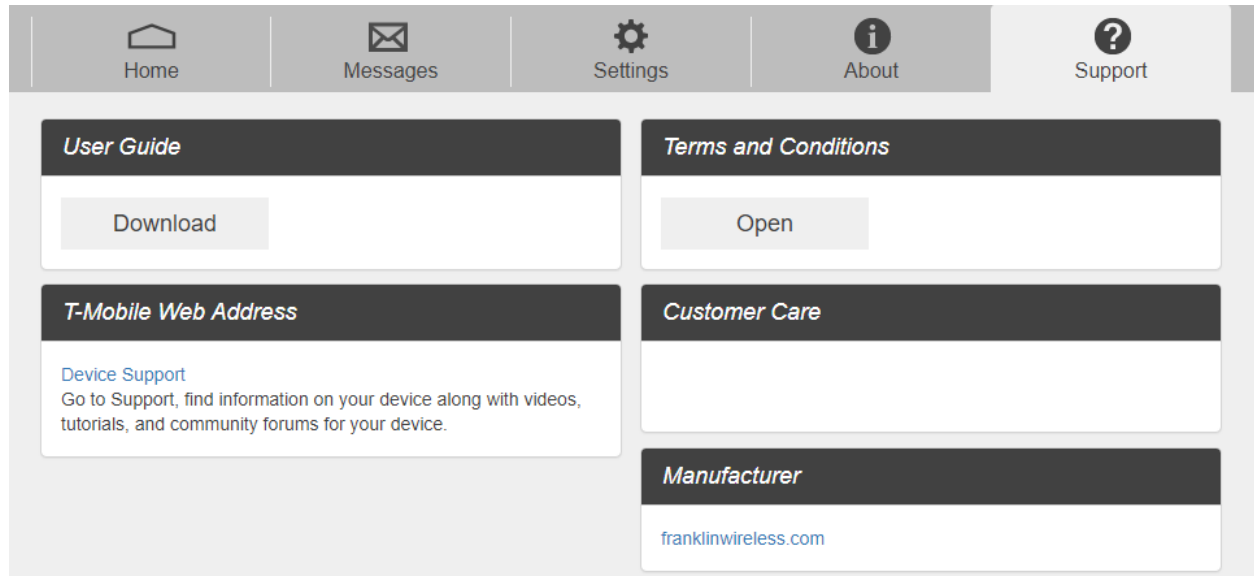 Home
Messages
Settings
About
Support
User Guide
Download
Terms and Conditions
Open
T-Mobile Web Address
Device Support
Go to Support, find information on your device along with videos,
tutorials, and community forums for your device.
Customer Care
Manufacturer
franklinwireless.com